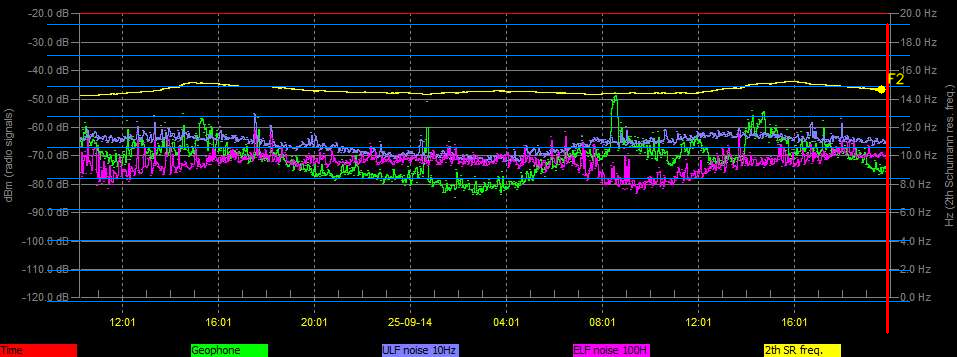 -20.0 dB
-30.0 dB
-40.0 dB
-50.0 dB
-60.0 dB
-70.0 dB
-80.0 dB
-90.0 dB
-100.0 dB
-110.0 dB
-120.0 dB
dBm (radio signals)
20.0 Hz
18.0 Hz
16.0 Hz
F2
14.0 Hz
12.0 Hz
10.0 Hz
8.0 Hz
6.0 Hz
4.0 Hz
2.0 Hz
0.0 Hz
Hz (2th Schumann res. freq.)
12:01 16:01 20:01 25-09-14 04:01 08:01 12:01 16:01
Time Geophone ULF noise 10Hz ELF noise 100H 2th SR freq.